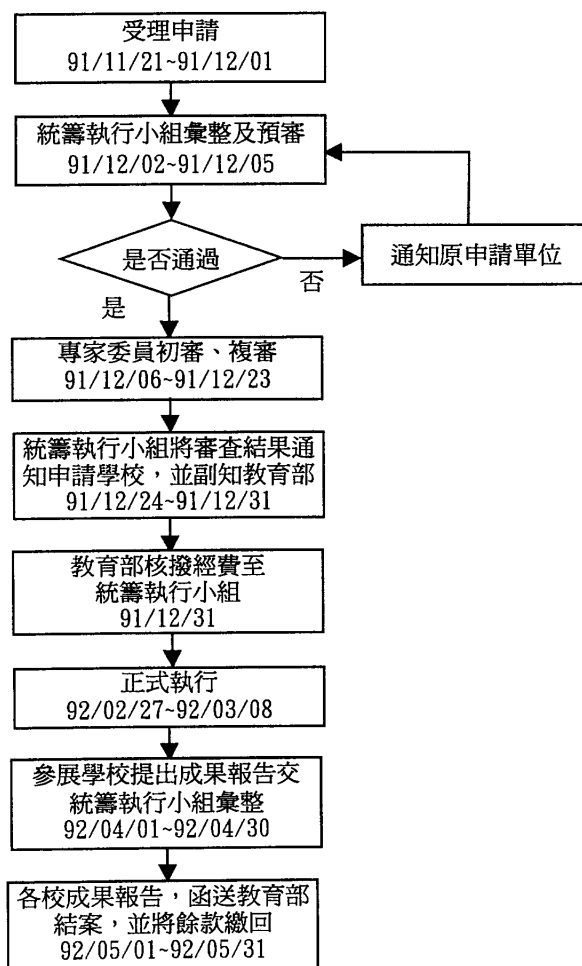 受理申請
91/11/21~91/12/01
統籌執行小組彙整及預審
91/12/02~91/12/05
是否通過
否
通知原申請單位
是
專家委員初審、複審
91/12/06~91/12/23
統籌執行小組將審查結果通
知申請學校，並副知教育部
91/12/24~91/12/31
教育部核撥經費至
統籌執行小組
91/12/31
正式執行
92/02/27~92/03/08
參展學校提出成果報告交
統籌執行小組彙整
92/04/01~92/04/30
各校成果報告，函送教育部
結案，並將餘款繳回
92/05/01~92/05/31